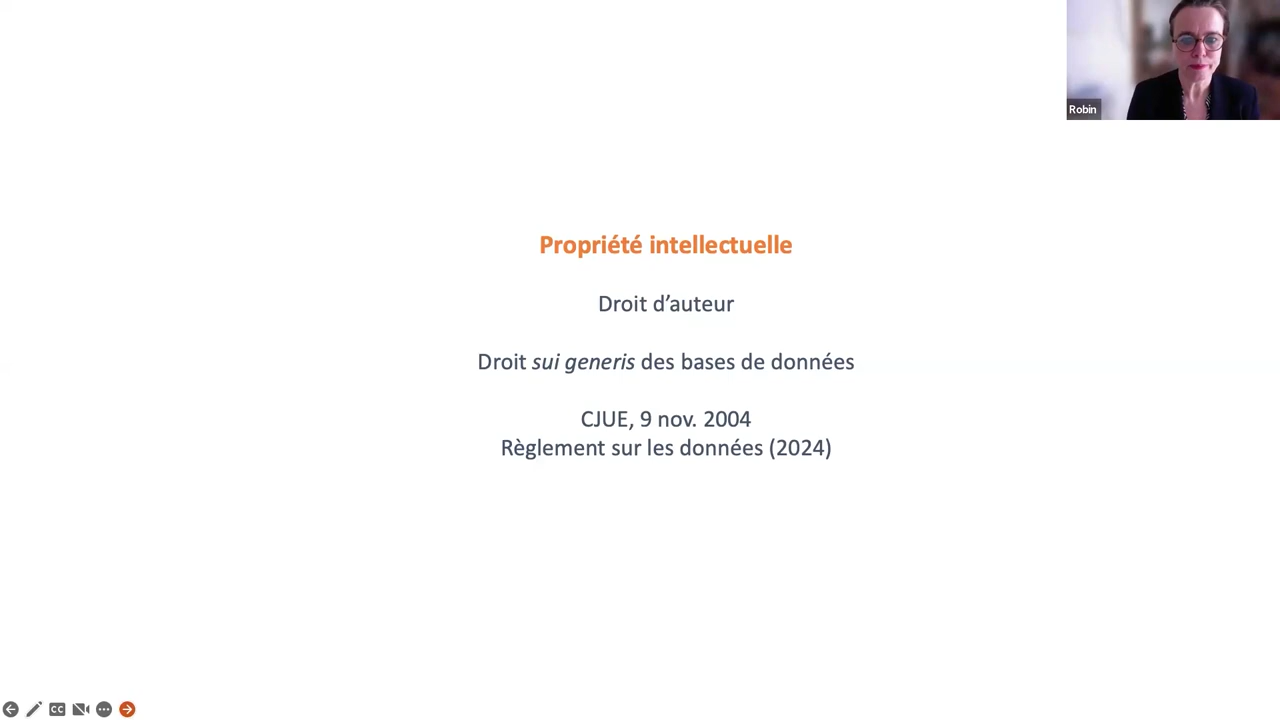 Robin
Propriété intellectuelle
Droit d’auteur
Droit sui generis des bases de données
CJUE, 9 nov. 2004
Règlement sur les données (2024)
CC